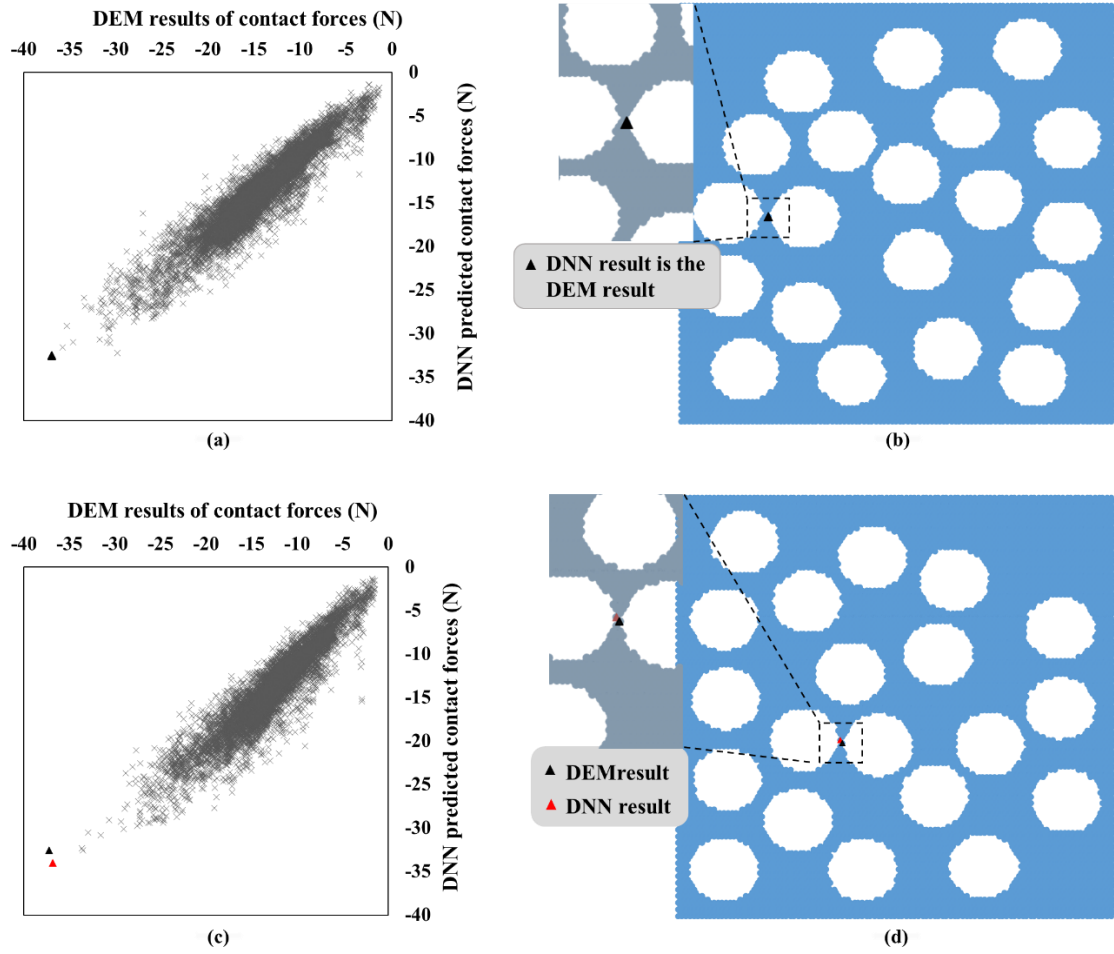 DEM results of contact forces (N)
-40 -35 -30 -25 -20 -15 -10 -5 0
0
-5
-10
-15
-20
-25
-30
-35
-40
DNN predicted contact forces (N)
(a)
DNN result is the
DEM result
(b)
DEM results of contact forces (N)
-40 -35 -30 -25 -20 -15 -10 -5 0
0
-5
-10
-15
-20
-25
-30
-35
-40
DNN predicted contact forces (N)
(c)
DEMresult
DNN result
(d)